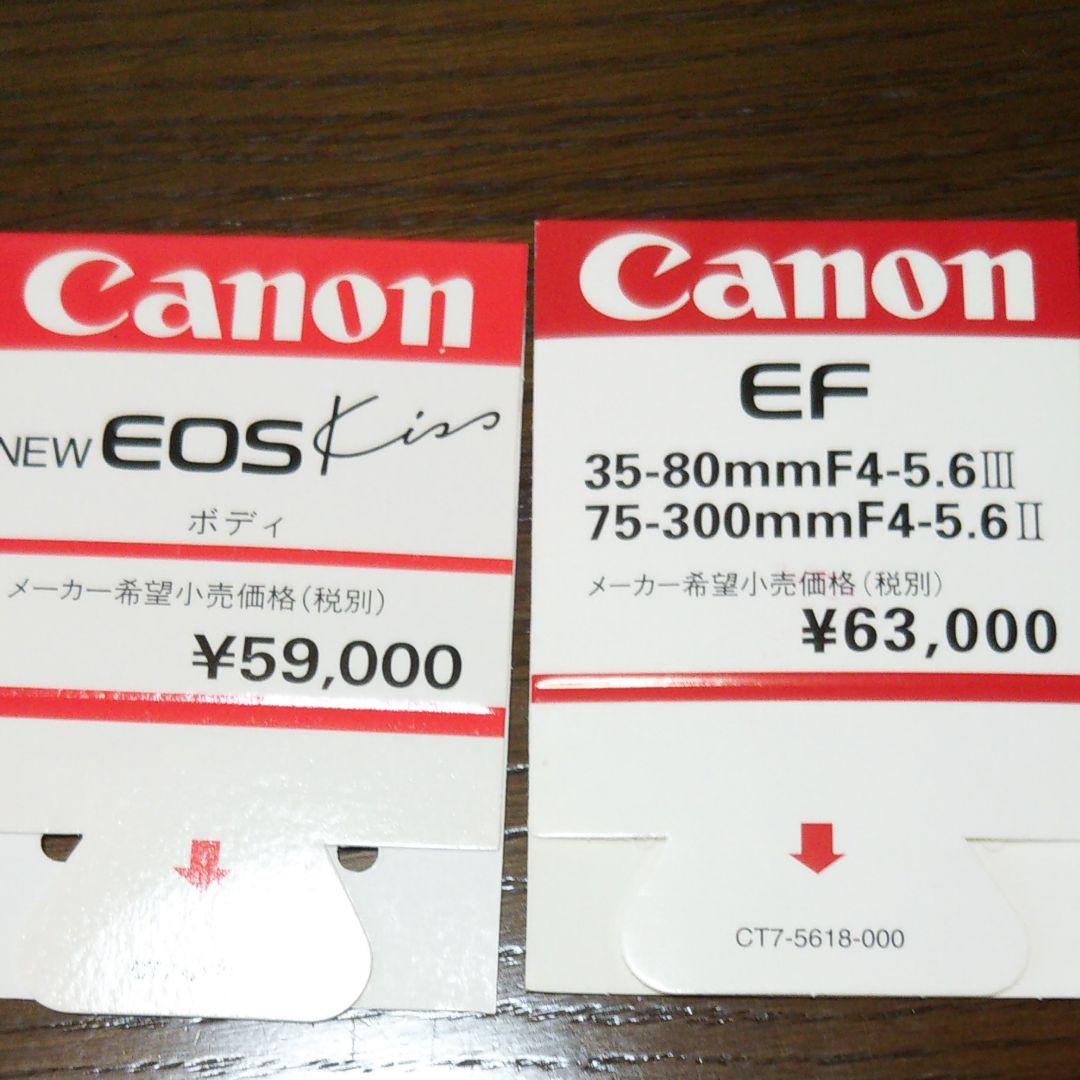 Canon
NEW EOS Kiss
ボディ
メーカー希望小売価格(税別)
¥59,000
Canon
EF
35-80mmF4-5.6Ⅲ
75-300mmF4-5.6Ⅱ
メーカー希望小売価格(税別)
¥63,000
CT7-5618-000